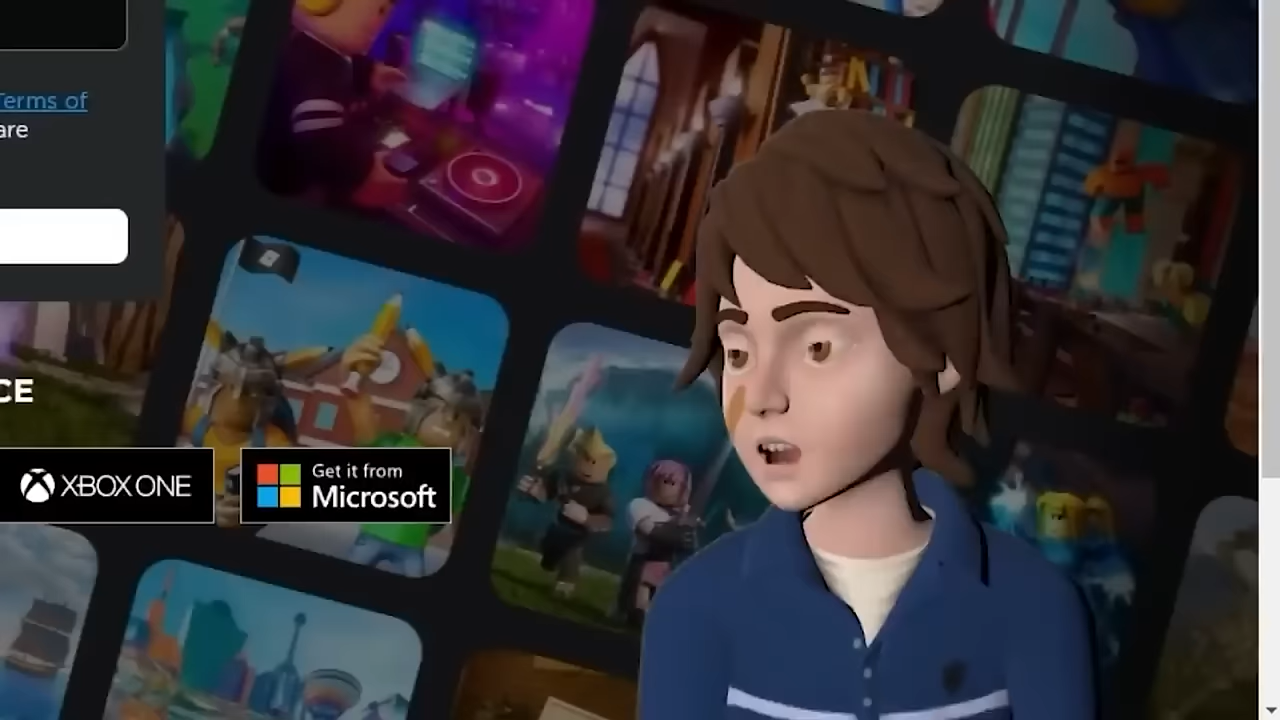 Terms of
are
CE
XBOX ONE
Get it from
Microsoft